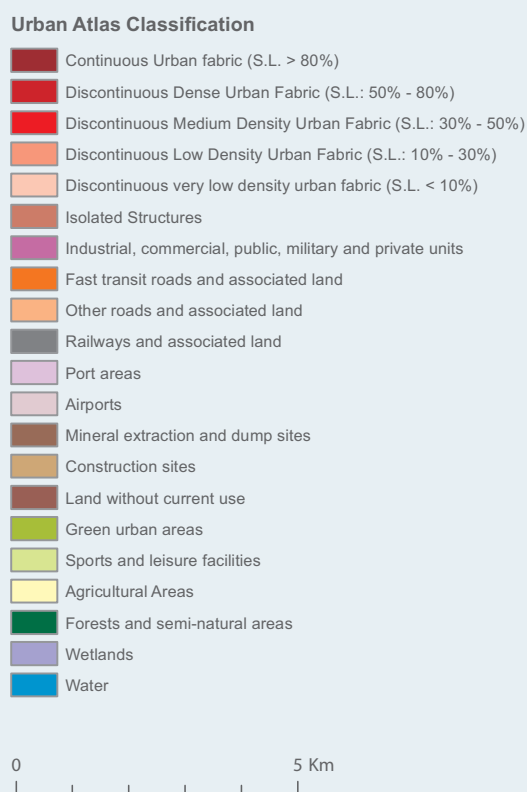 Urban Atlas Classification
Continuous Urban fabric (S.L. > 80%)
Discontinuous Dense Urban Fabric (S.L.: 50% - 80%)
Discontinuous Medium Density Urban Fabric (S.L.: 30% - 50%)
Discontinuous Low Density Urban Fabric (S.L.: 10% - 30%)
Discontinuous very low density urban fabric (S.L. < 10%)
Isolated Structures
Industrial, commercial, public, military and private units
Fast transit roads and associated land
Other roads and associated land
Railways and associated land
Port areas
Airports
Mineral extraction and dump sites
Construction sites
Land without current use
Green urban areas
Sports and leisure facilities
Agricultural Areas
Forests and semi-natural areas
Wetlands
Water
0 5 Km